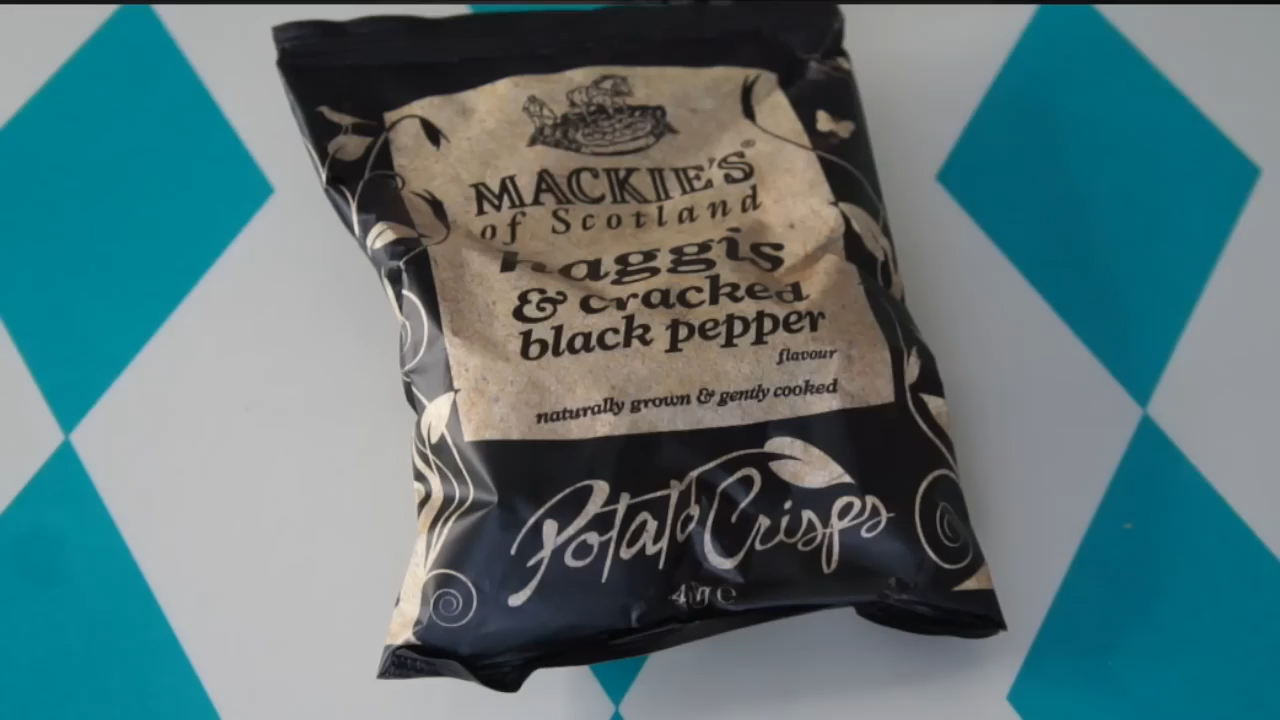 MACKIE'S®
of Scotland
haggis
& cracked
black pepper
flavour
naturally grown & gently cooked
Potato Crisps